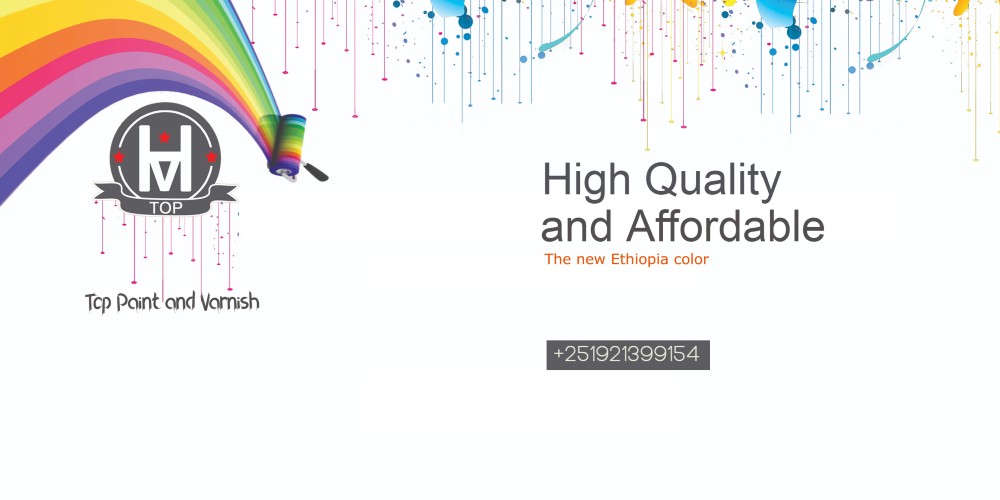 HM
TOP
Top Paint and Varnish
High Quality
and Affordable
The new Ethiopia color
+251921399154